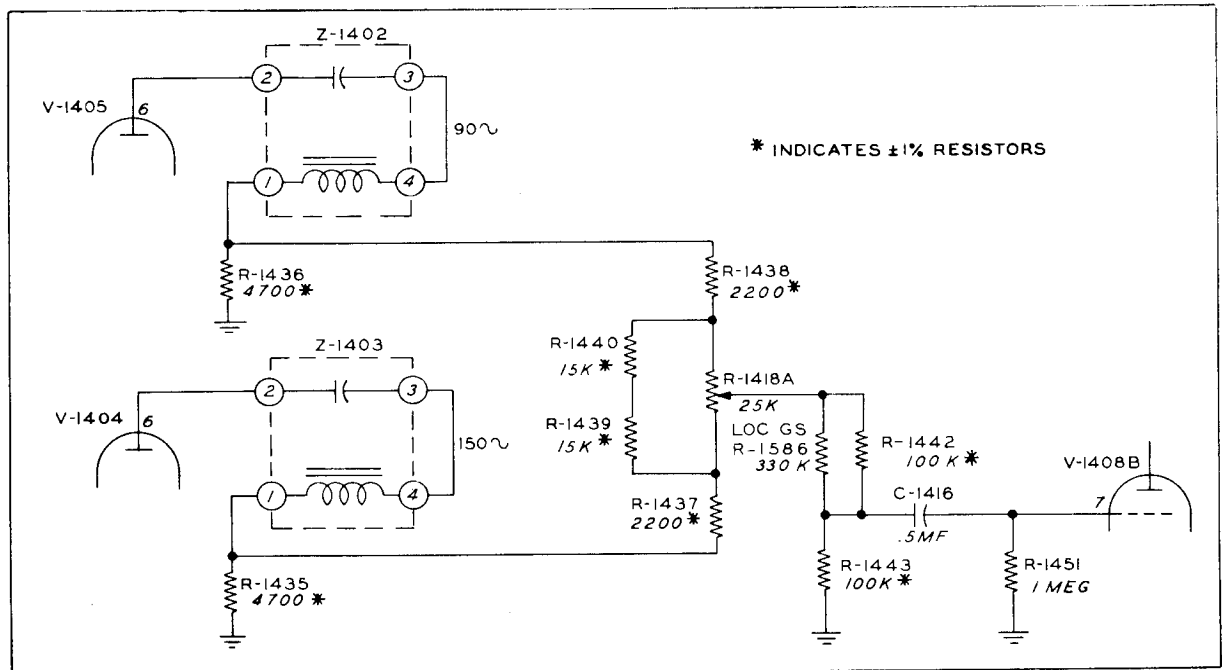 Z-1402
2
3
V-1405
6
90~
* INDICATES ±1% RESISTORS
1
4
R-1436
4700*
R-1438
2200*
Z-1403
R-1440
15K*
2
3
R-1418A
25K
V-1404
6
150~
R-1439
15K*
LOC GS
R-1586
330 K
R-1442
100 K*
V-1408B
1
4
R-1437
2200*
C-1416
.5MF
7
R-1435
4700 *
R-1443
100K*
R-1451
1 MEG